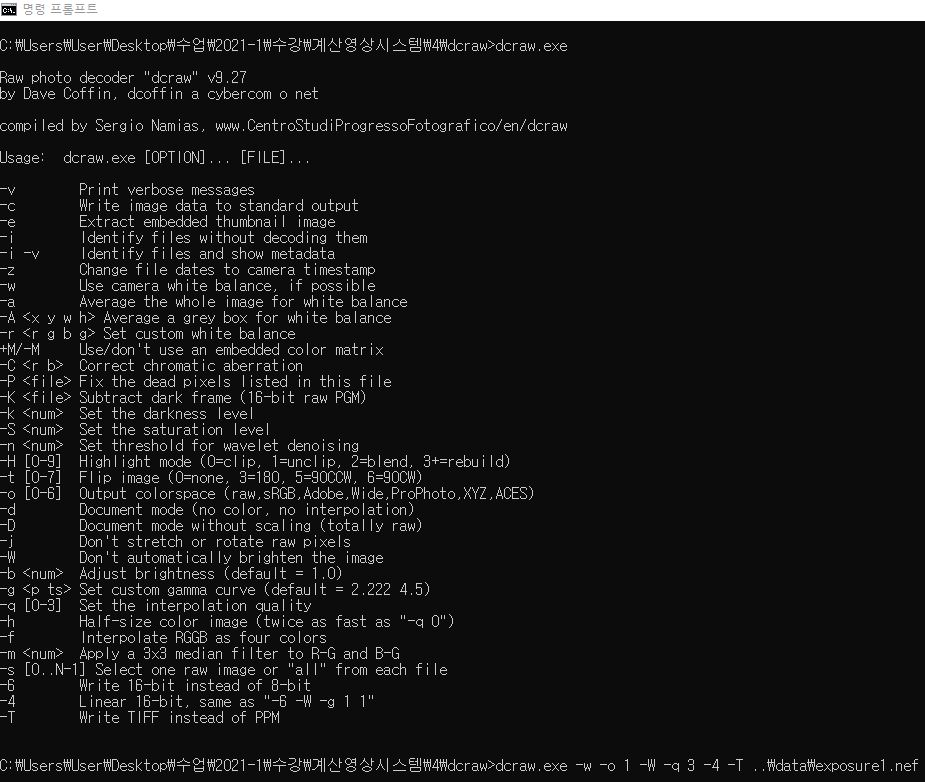 명령 프롬프트
C:₩Users₩User₩Desktop₩수업₩2021-1₩수강₩계산영상시스템₩4₩dcraw>dcraw.exe
Raw photo decoder "dcraw" v9.27
by Dave Coffin, dcoffin a cybercom o net
compiled by Sergio Namias, www.CentroStudiProgressoFotografico/en/dcraw
Usage:  dcraw.exe [OPTION]... [FILE]...
-v        Print verbose messages
-c        Write image data to standard output
-e        Extract embedded thumbnail image
-i        Identify files without decoding them
-i -v     Identify files and show metadata
-z        Change file dates to camera timestamp
-w        Use camera white balance, if possible
-a        Average the whole image for white balance
-A <x y w h> Average a grey box for white balance
-r <r g b g> Set custom white balance
+M/-M     Use/don't use an embedded color matrix
-C <r b>  Correct chromatic aberration
-P <file> Fix the dead pixels listed in this file
-K <file> Subtract dark frame (16-bit raw PGM)
-k <num>  Set the darkness level
-S <num>  Set the saturation level
-n <num>  Set threshold for wavelet denoising
-H [0-9]  Highlight mode (0=clip, 1=unclip, 2=blend, 3+=rebuild)
-t [0-7]  Flip image (0=none, 3=180, 5=90CCW, 6=90CW)
-o [0-6]  Output colorspace (raw,sRGB,Adobe,Wide,ProPhoto,XYZ,ACES)
-d        Document mode (no color, no interpolation)
-D        Document mode without scaling (totally raw)
-j        Don't stretch or rotate raw pixels
-W        Don't automatically brighten the image
-b <num>  Adjust brightness (default = 1.0)
-g <p ts> Set custom gamma curve (default = 2.222 4.5)
-q [0-3]  Set the interpolation quality
-h        Half-size color image (twice as fast as "-q 0")
-f        Interpolate RGGB as four colors
-m <num>  Apply a 3x3 median filter to R-G and B-G
-s [0..N-1] Select one raw image or "all" from each file
-6        Write 16-bit instead of 8-bit
-4        Linear 16-bit, same as "-6 -W -g 1 1"
-T        Write TIFF instead of PPM
C:₩Users₩User₩Desktop₩수업₩2021-1₩수강₩계산영상시스템₩4₩dcraw>dcraw.exe -w -o 1 -W -q 3 -4 -T ..₩data₩exposure1.nef